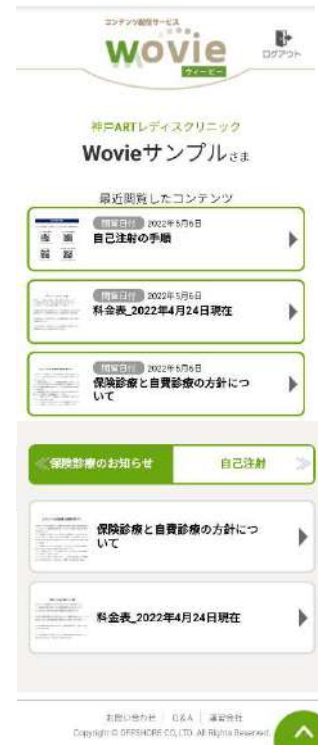 コンテンツ配信サービス
wovie
ウィービー
ログアウト
神戸ARTレディスクリニック
Wovieサンプルさま
最近閲覧したコンテンツ
閲覧日付 2022年5月6日
自己注射の手順
閲覧日付 2022年5月6日
料金表_2022年4月24日現在
閲覧日付 2022年5月6日
保険診療と自費診療の方針につ
いて
保険診療のお知らせ
自己注射
保険診療と自費診療の方針につ
いて
料金表_2022年4月24日現在
お問い合わせ | Q&A | 運営会社
Copyright © OFFSHORE CO.,LTD. All Rights Reserved.